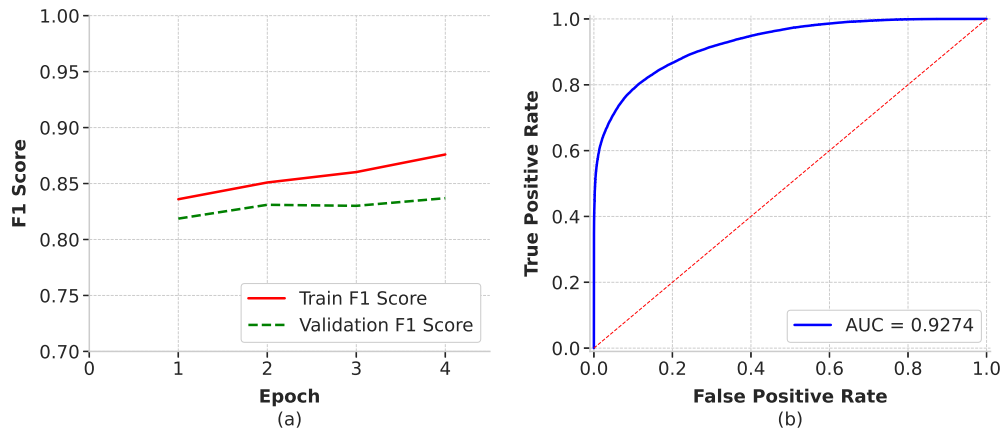 1.00
0.95
0.90
0.85
0.80
0.75
0.70
F1 Score
Train F1 Score
Validation F1 Score
0 1 2 3 4
Epoch
(a)
1.0
0.8
0.6
0.4
0.2
0.0
True Positive Rate
AUC = 0.9274
0.0 0.2 0.4 0.6 0.8 1.0
False Positive Rate
(b)